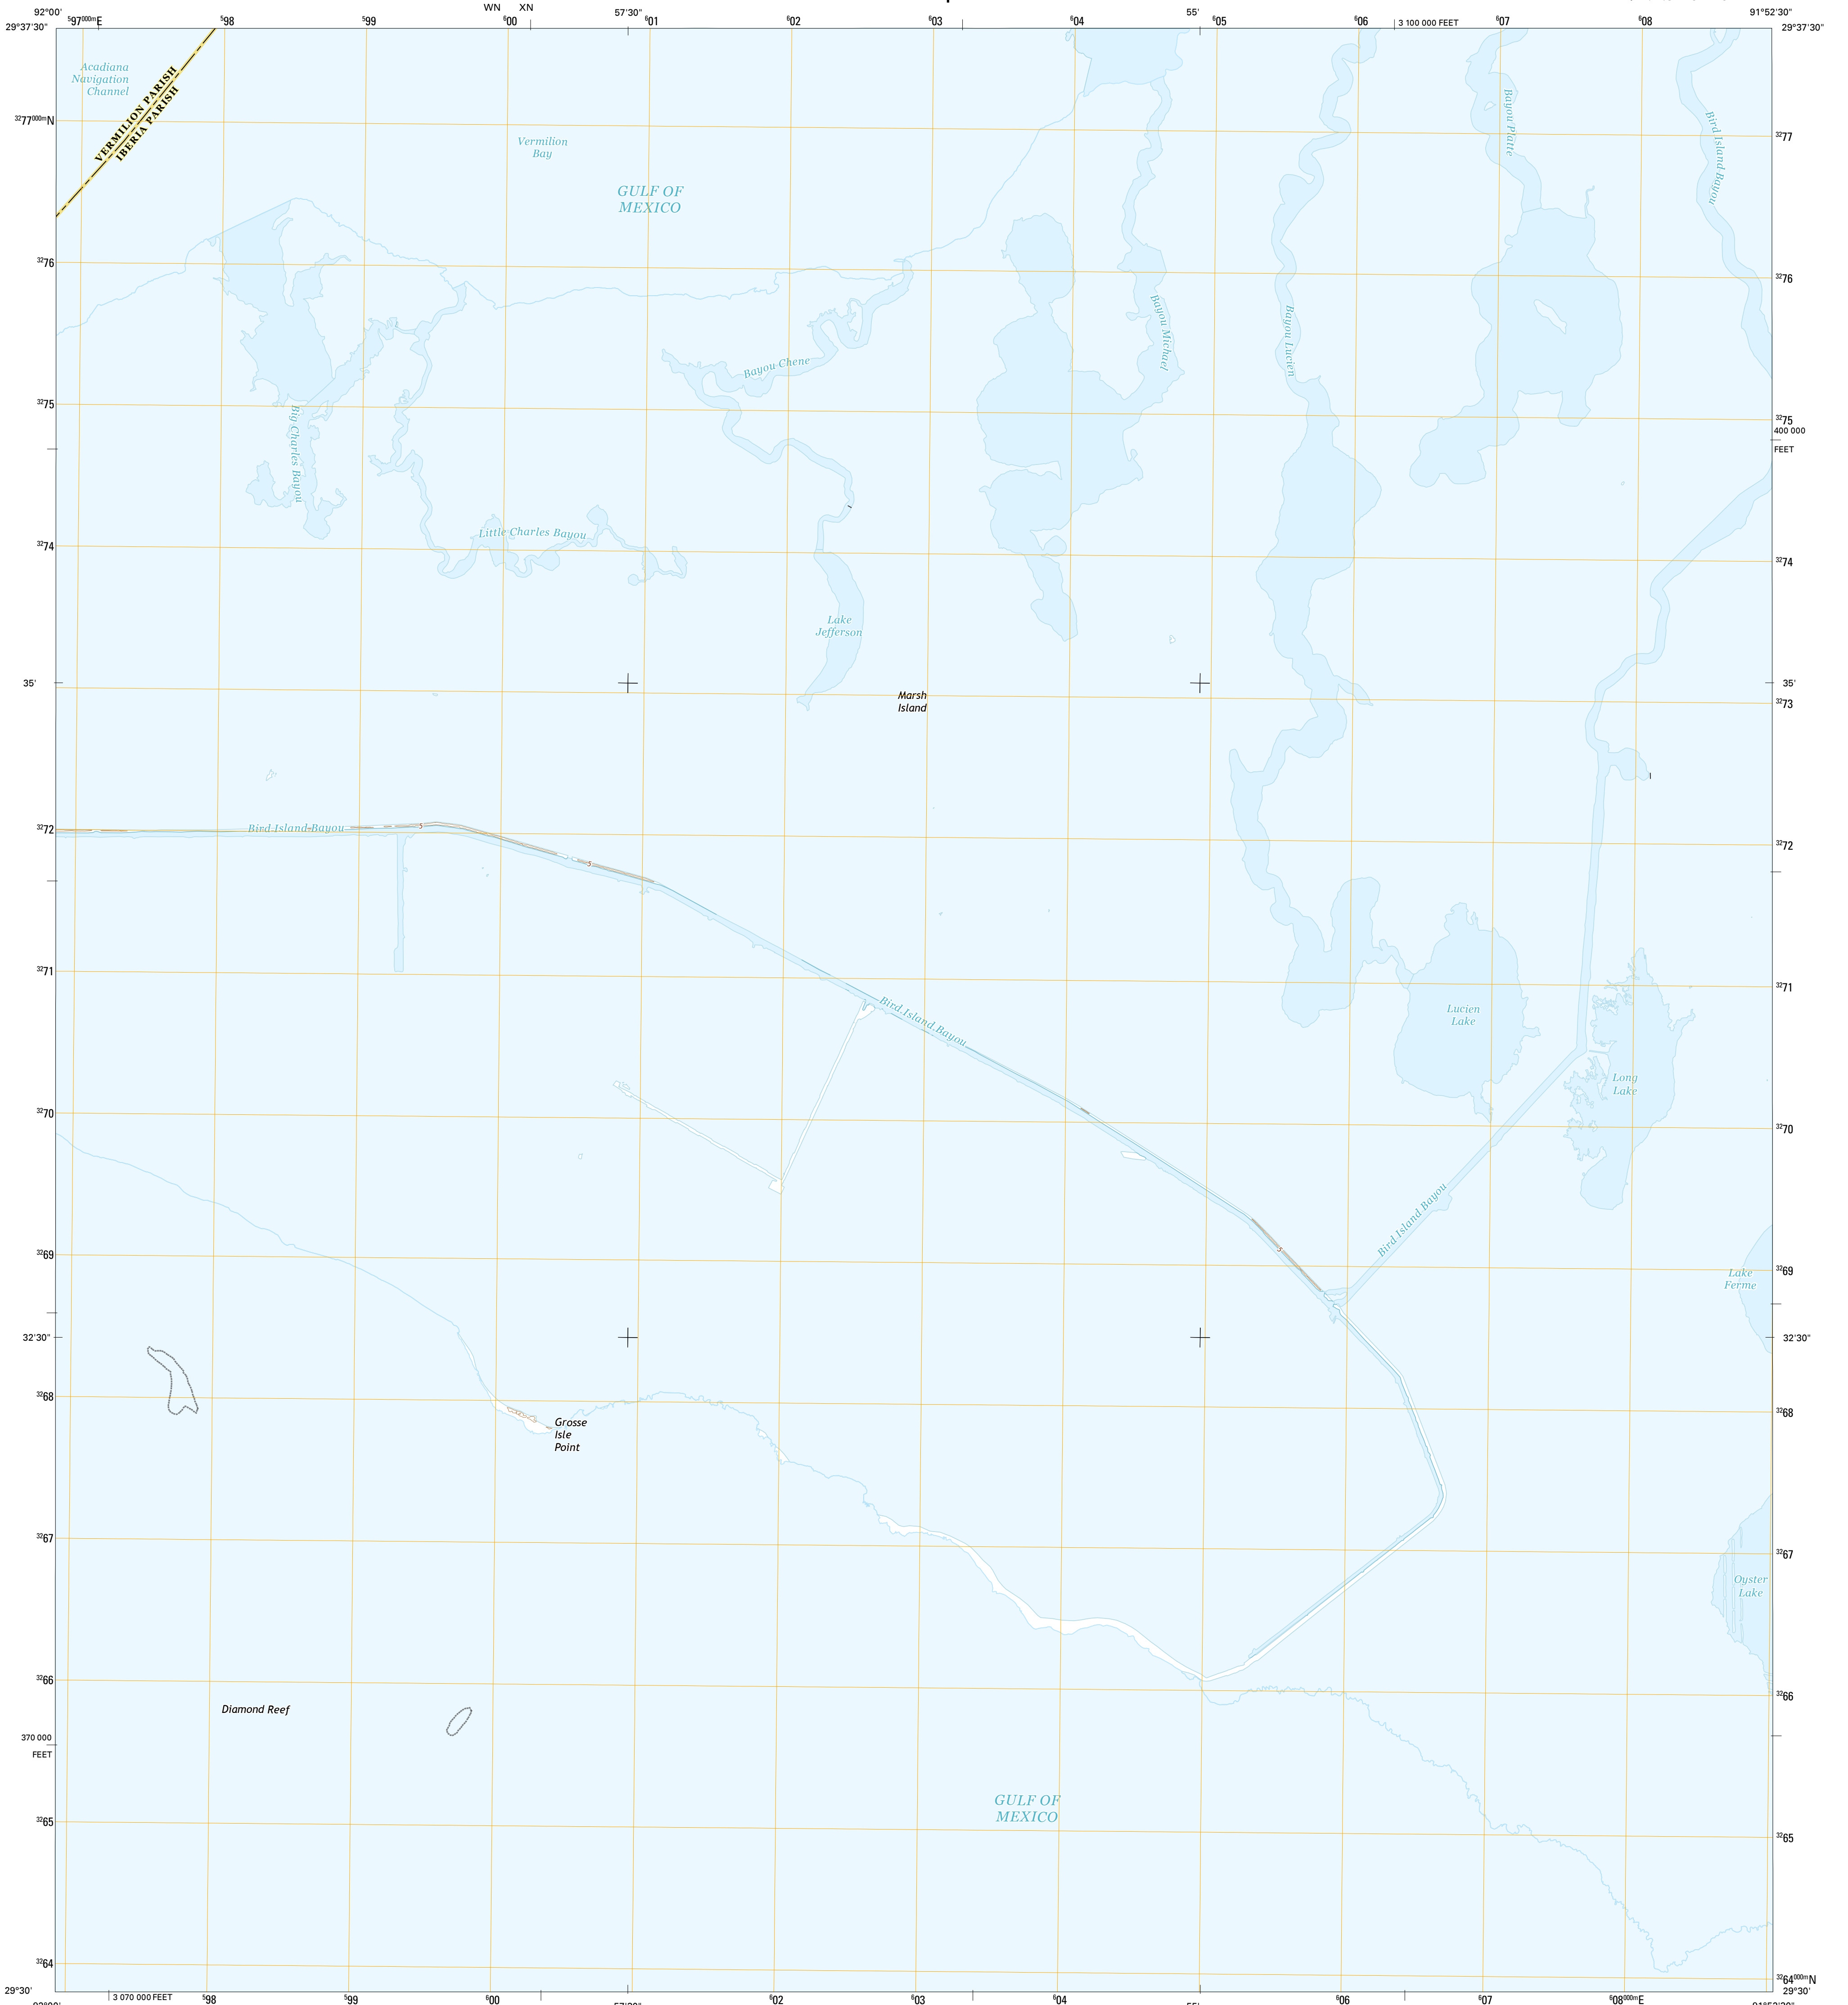 WN XN
92°00' ⁵97⁰⁰⁰ᵐE ⁵98 ⁵99 ⁶00 57'30" ⁶01 ⁶02 ⁶03 ⁶04 55' ⁶05 ⁶06 3 100 000 FEET ⁶07 ⁶08 91°52'30"
29°37'30" 29°37'30"
Acadiana
Navigation
Channel
VERMILION PARISH
IBERIA PARISH
Vermilion
Bay
GULF OF
MEXICO
Bayou Platte
Bird Island Bayou
³²77⁰⁰⁰ᵐN ³²77
³²76 ³²76
Bayou Michael
Bayou Lucien
Bayou Chene
Big Charles Bayou
³²75 ³²75
400 000
FEET
Little Charles Bayou
³²74 ³²74
Lake
Jefferson
35' 35'
Marsh
Island
³²73
³²72 Bird Island Bayou 5 ³²72
5
³²71 ³²71
Bird Island Bayou
Lucien
Lake
Long
Lake
³²70 ³²70
Bird Island Bayou
5
³²69 ³²69
Lake
Ferme
32'30" 32'30"
³²68 ³²68
Grosse
Isle
Point
³²67 ³²67
Oyster
Lake
³²66 ³²66
Diamond Reef
370 000
FEET
GULF OF
MEXICO
³²65 ³²65
³²64 ³²64⁰⁰⁰ᵐN
29°30' 29°30'
3 070 000 FEET ⁵98 ⁵99 ⁶00 ⁶02 ⁶03 ⁶04 ⁶06 ⁶07 ⁶08⁰⁰⁰ᵐE